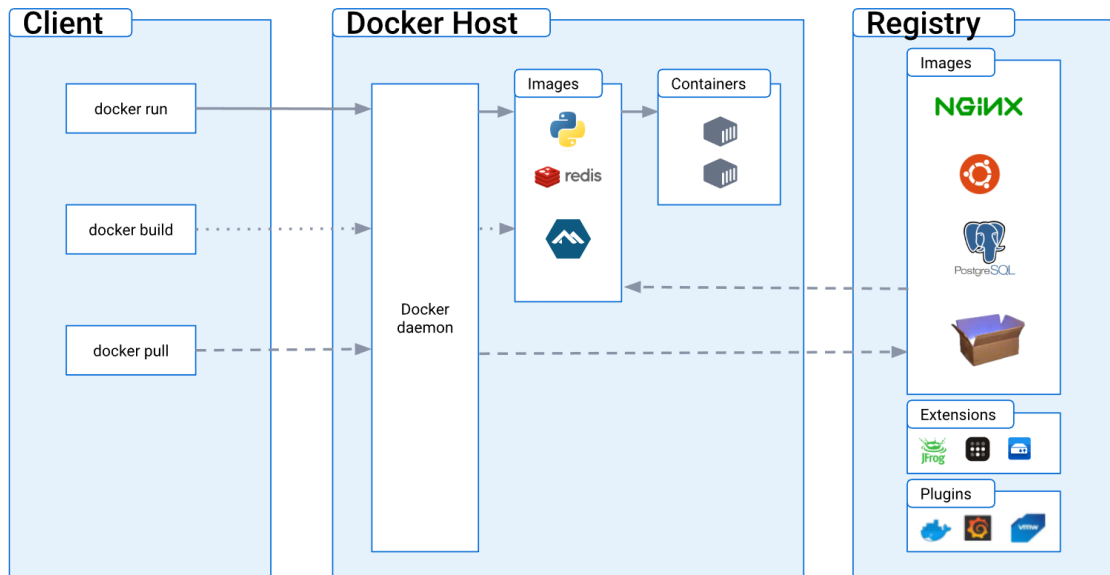 Client
docker run
docker build
docker pull
Docker Host
Docker
daemon
Images
redis
Containers
Registry
Images
NGINX
PostgreSQL
Extensions
JFrog
Plugins
vmw